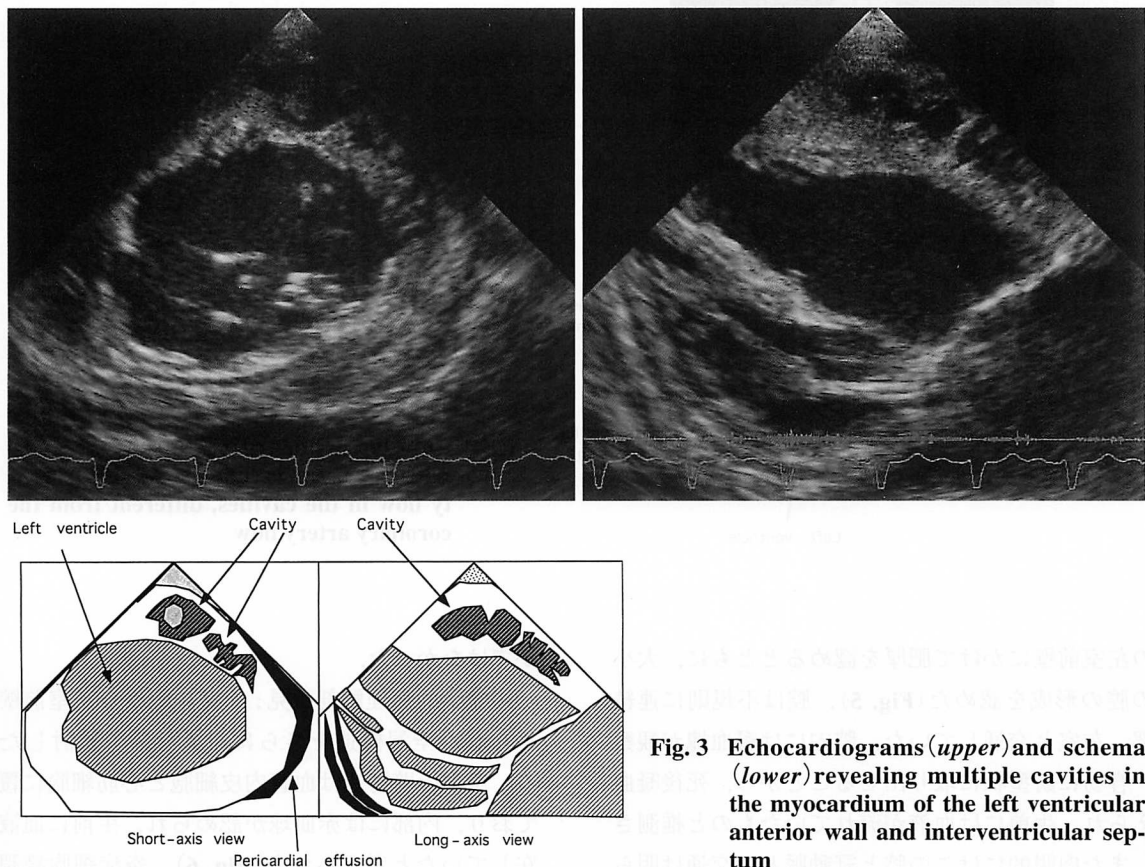 Left ventricle
Cavity
Cavity
Short-axis view
Long-axis view
Pericardial effusion
Fig. 3 Echocardiograms (upper) and schema
(lower) revealing multiple cavities in
the myocardium of the left ventricular
anterior wall and interventricular sep-
tum